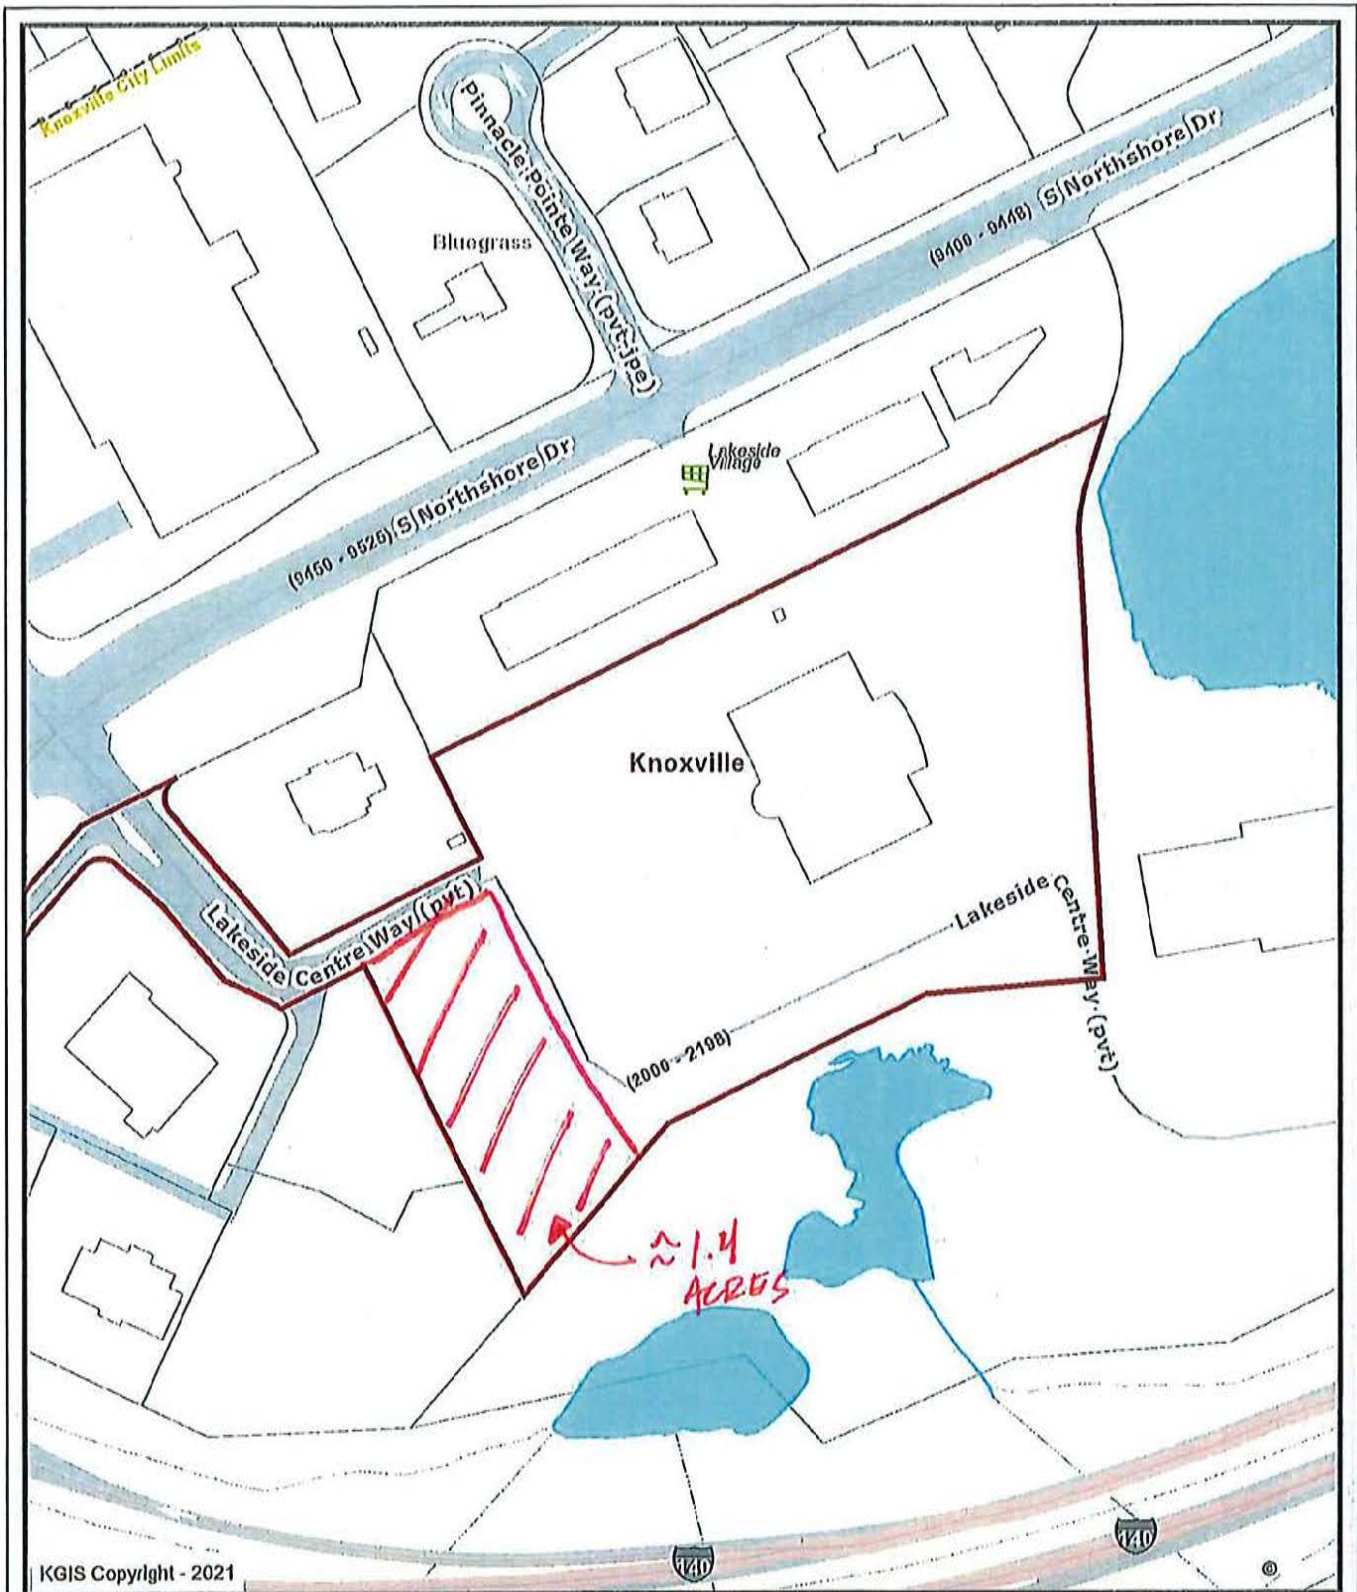 Knoxville City Limits
Pinnacle Pointe Way (pvt-jpe)
(9400 - 9448) S Northshore Dr
Bluegrass
Lakeside
Village
(9450 - 9526) S Northshore Dr
Knoxville
Lakeside Centre Way (pvt)
Lakeside Centre Way (pvt)
(2000 - 2198)
≈ 1.4
ACRES
140
140
KGIS Copyright - 2021
©